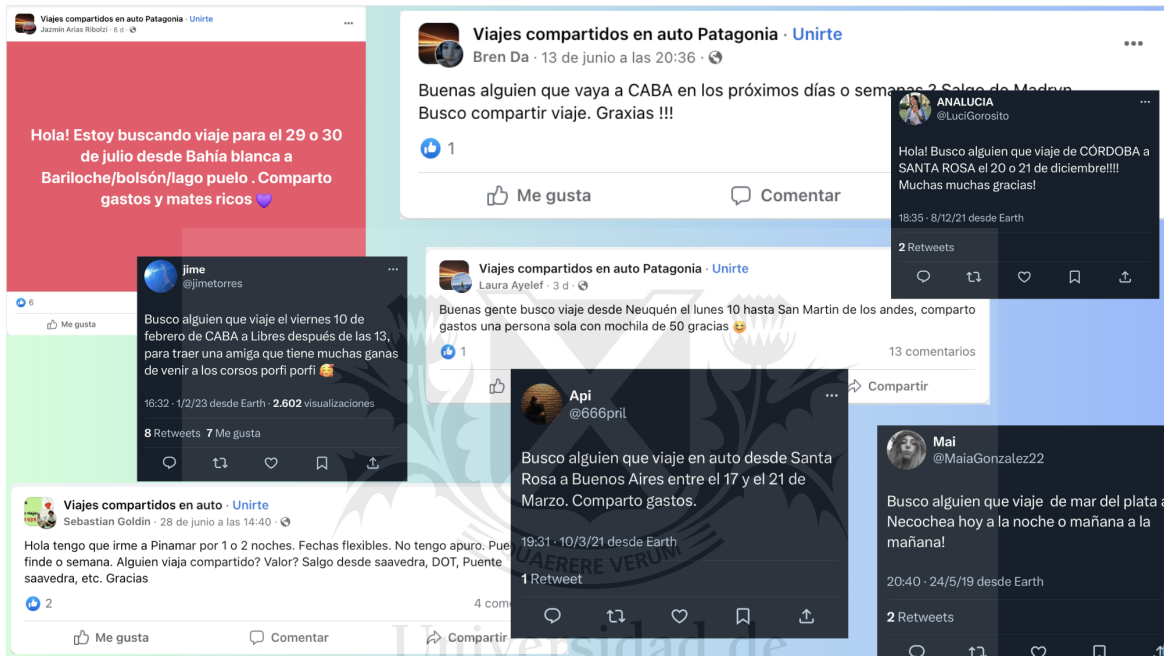 Viajes compartidos en auto Patagonia · Unirte
Jazmín Arias Ribolzi · 6 d ·
Hola! Estoy buscando viaje para el 29 o 30
de julio desde Bahía blanca a
Bariloche/bolsón/lago puelo . Comparto
gastos y mates ricos 💜
6
Me gusta
Viajes compartidos en auto Patagonia · Unirte
Bren Da · 13 de junio a las 20:36 ·
Buenas alguien que vaya a CABA en los próximos días o semanas ? Salgo de Madryn
Busco compartir viaje. Graxias !!!
1
Me gusta
Comentar
ANALUCIA
@LuciGorosito
Hola! Busco alguien que viaje de CÓRDOBA a
SANTA ROSA el 20 o 21 de diciembre!!!!
Muchas muchas gracias!
18:35 · 8/12/21 desde Earth
2 Retweets
jime
@jimetorres
Busco alguien que viaje el viernes 10 de
febrero de CABA a Libres después de las 13,
para traer una amiga que tiene muchas ganas
de venir a los corsos porfi porfi 🥰
16:32 · 1/2/23 desde Earth · 2.602 visualizaciones
8 Retweets 7 Me gusta
Viajes compartidos en auto Patagonia · Unirte
Laura Ayelef · 3 d ·
Buenas gente busco viaje desde Neuquén el lunes 10 hasta San Martin de los andes, comparto
gastos una persona sola con mochila de 50 gracias 😊
1
13 comentarios
Compartir
Api
@666pril
Busco alguien que viaje en auto desde Santa
Rosa a Buenos Aires entre el 17 y el 21 de
Marzo. Comparto gastos.
19:31 · 10/3/21 desde Earth
1 Retweet
Mai
@MaiaGonzalez22
Busco alguien que viaje de mar del plata a
Necochea hoy a la noche o mañana a la
mañana!
20:40 · 24/5/19 desde Earth
2 Retweets
Viajes compartidos en auto · Unirte
Sebastian Goldin · 28 de junio a las 14:40 ·
Hola tengo que irme a Pinamar por 1 o 2 noches. Fechas flexibles. No tengo apuro. Pue
finde o semana. Alguien viaja compartido? Valor? Salgo desde saavedra, DOT, Puente
saavedra, etc. Gracias
2
4 com
Me gusta
Comentar
Compartir
QUAERERE VERUM
Universidad de